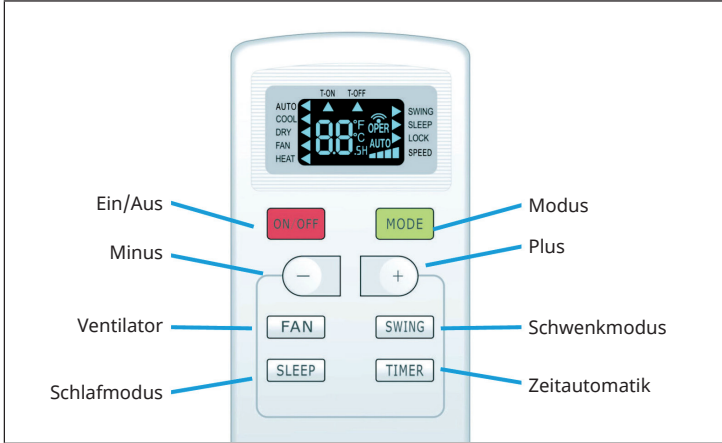 T-ON T-OFF
AUTO
COOL
DRY
FAN
HEAT
88
°F
°C
.5H
OPER
AUTO
SWING
SLEEP
LOCK
SPEED
Ein/Aus
ON OFF
MODE
Modus
Minus
−
+
Plus
Ventilator
FAN
SWING
Schwenkmodus
Schlafmodus
SLEEP
TIMER
Zeitautomatik